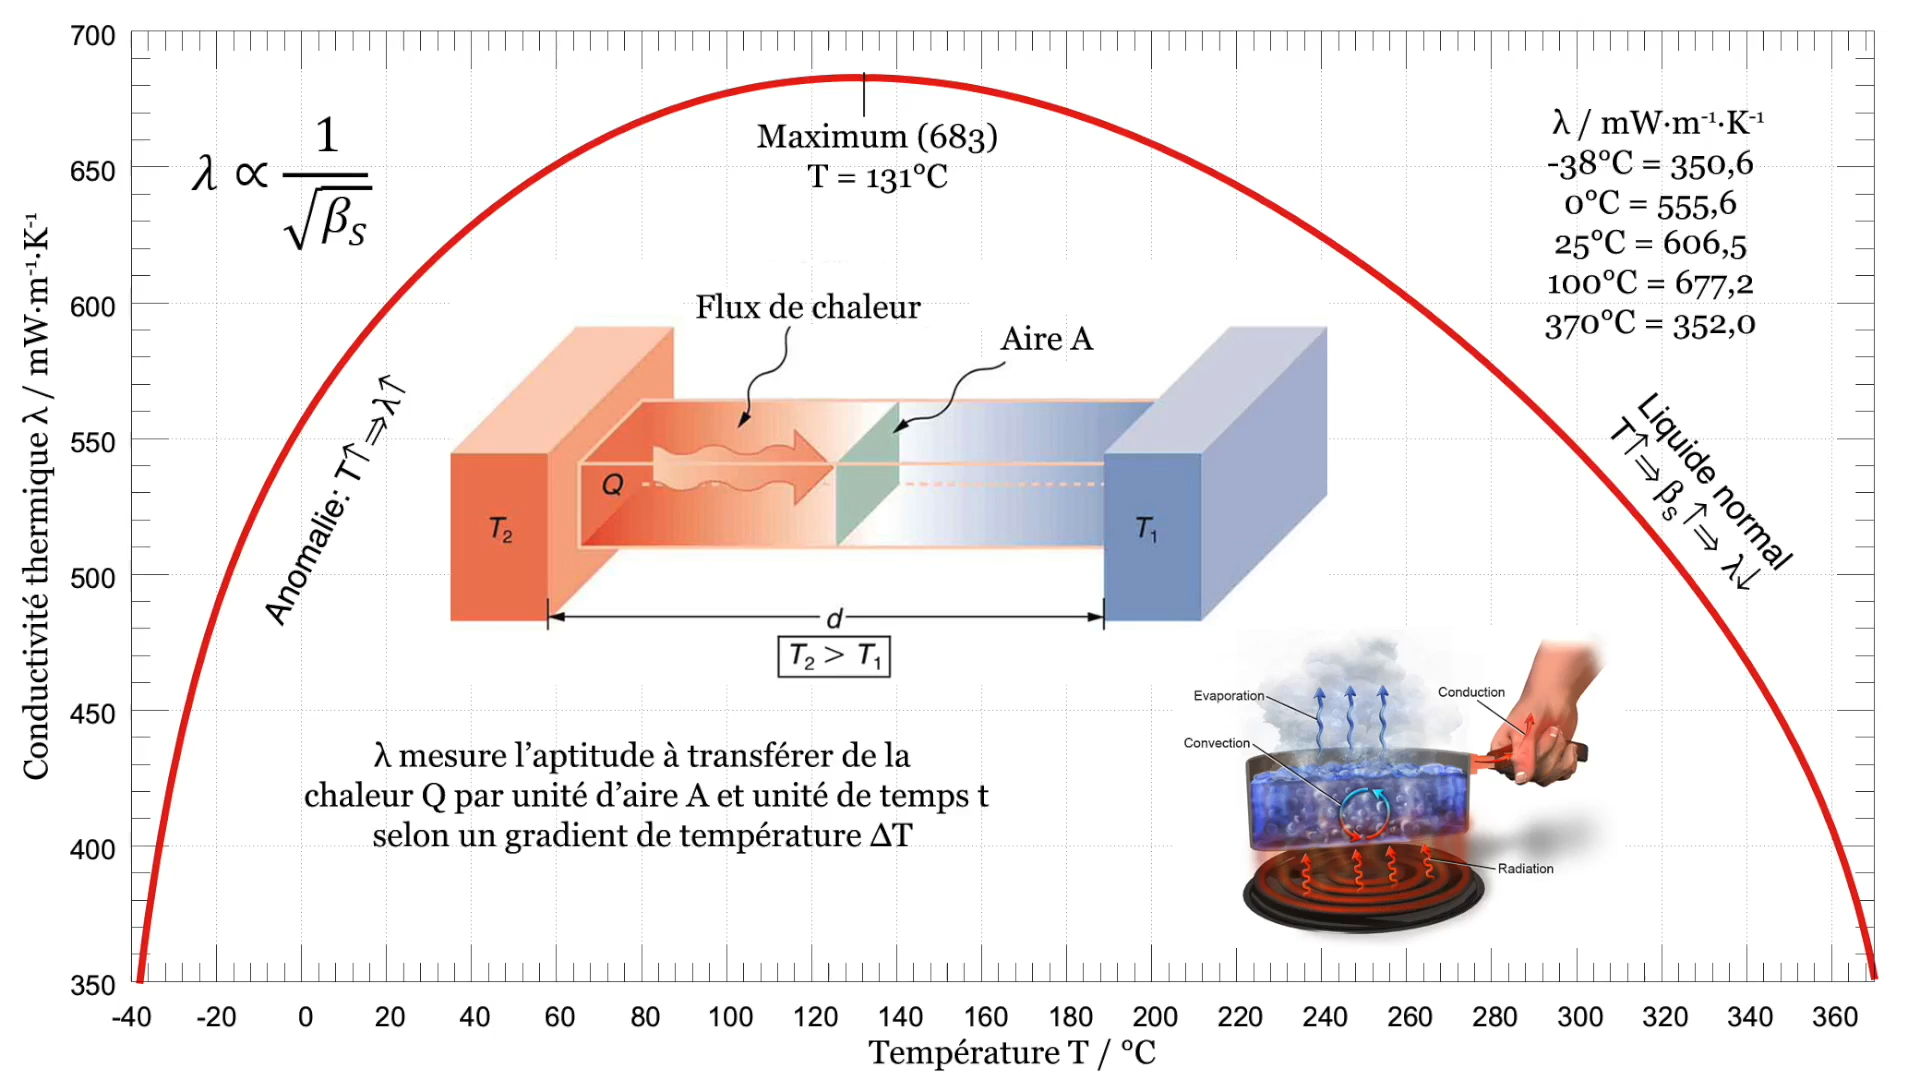 700
650
600
550
500
450
400
350
Conductivité thermique λ / mW·m⁻¹·K⁻¹
λ ∝ 1/√βS
Maximum (683)
T = 131°C
λ / mW·m⁻¹·K⁻¹
-38°C = 350,6
0°C = 555,6
25°C = 606,5
100°C = 677,2
370°C = 352,0
Anomalie: T↑⇒λ↑
Flux de chaleur
Aire A
Q
T₂
T₁
d
T₂ > T₁
Liquide normal
T↑⇒ βs ↑⇒ λ↓
λ mesure l’aptitude à transférer de la
chaleur Q par unité d’aire A et unité de temps t
selon un gradient de température ΔT
Evaporation
Conduction
Convection
Radiation
-40 -20 0 20 40 60 80 100 120 140 160 180 200 220 240 260 280 300 320 340 360
Température T / °C